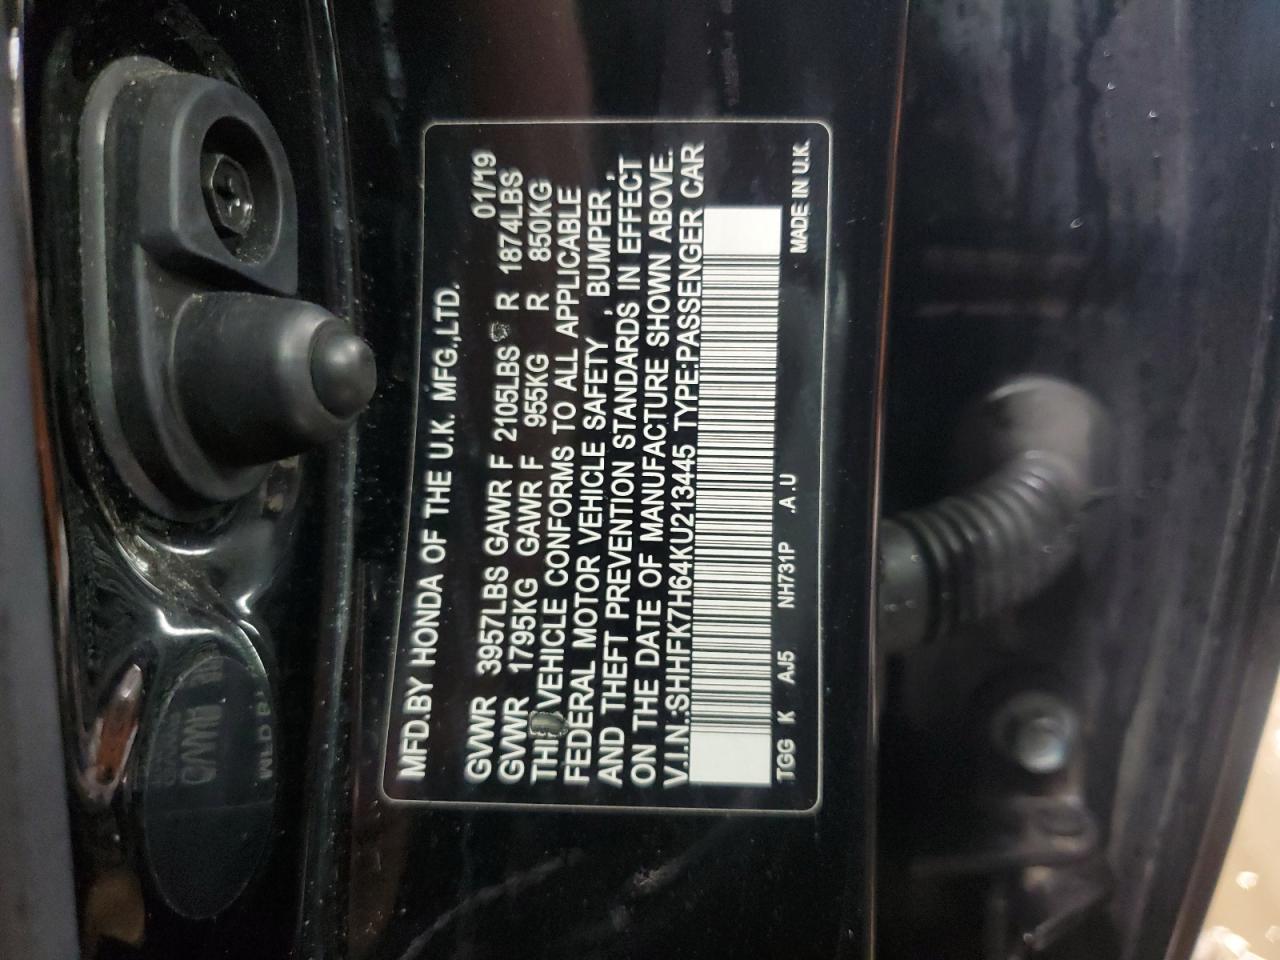 MFD.BY HONDA OF THE U.K. MFG.,LTD.
01/19
GVWR 3957LBS GAWR F 2105LBS R 1874LBS
GVWR 1795KG GAWR F 955KG R 850KG
THIS VEHICLE CONFORMS TO ALL APPLICABLE
FEDERAL MOTOR VEHICLE SAFETY , BUMPER ,
AND THEFT PREVENTION STANDARDS IN EFFECT
ON THE DATE OF MANUFACTURE SHOWN ABOVE.
V.I.N.:SHHFK7H64KU213445 TYPE:PASSENGER CAR
TGG K AJ5 NH731P .A .U
MADE IN U.K.